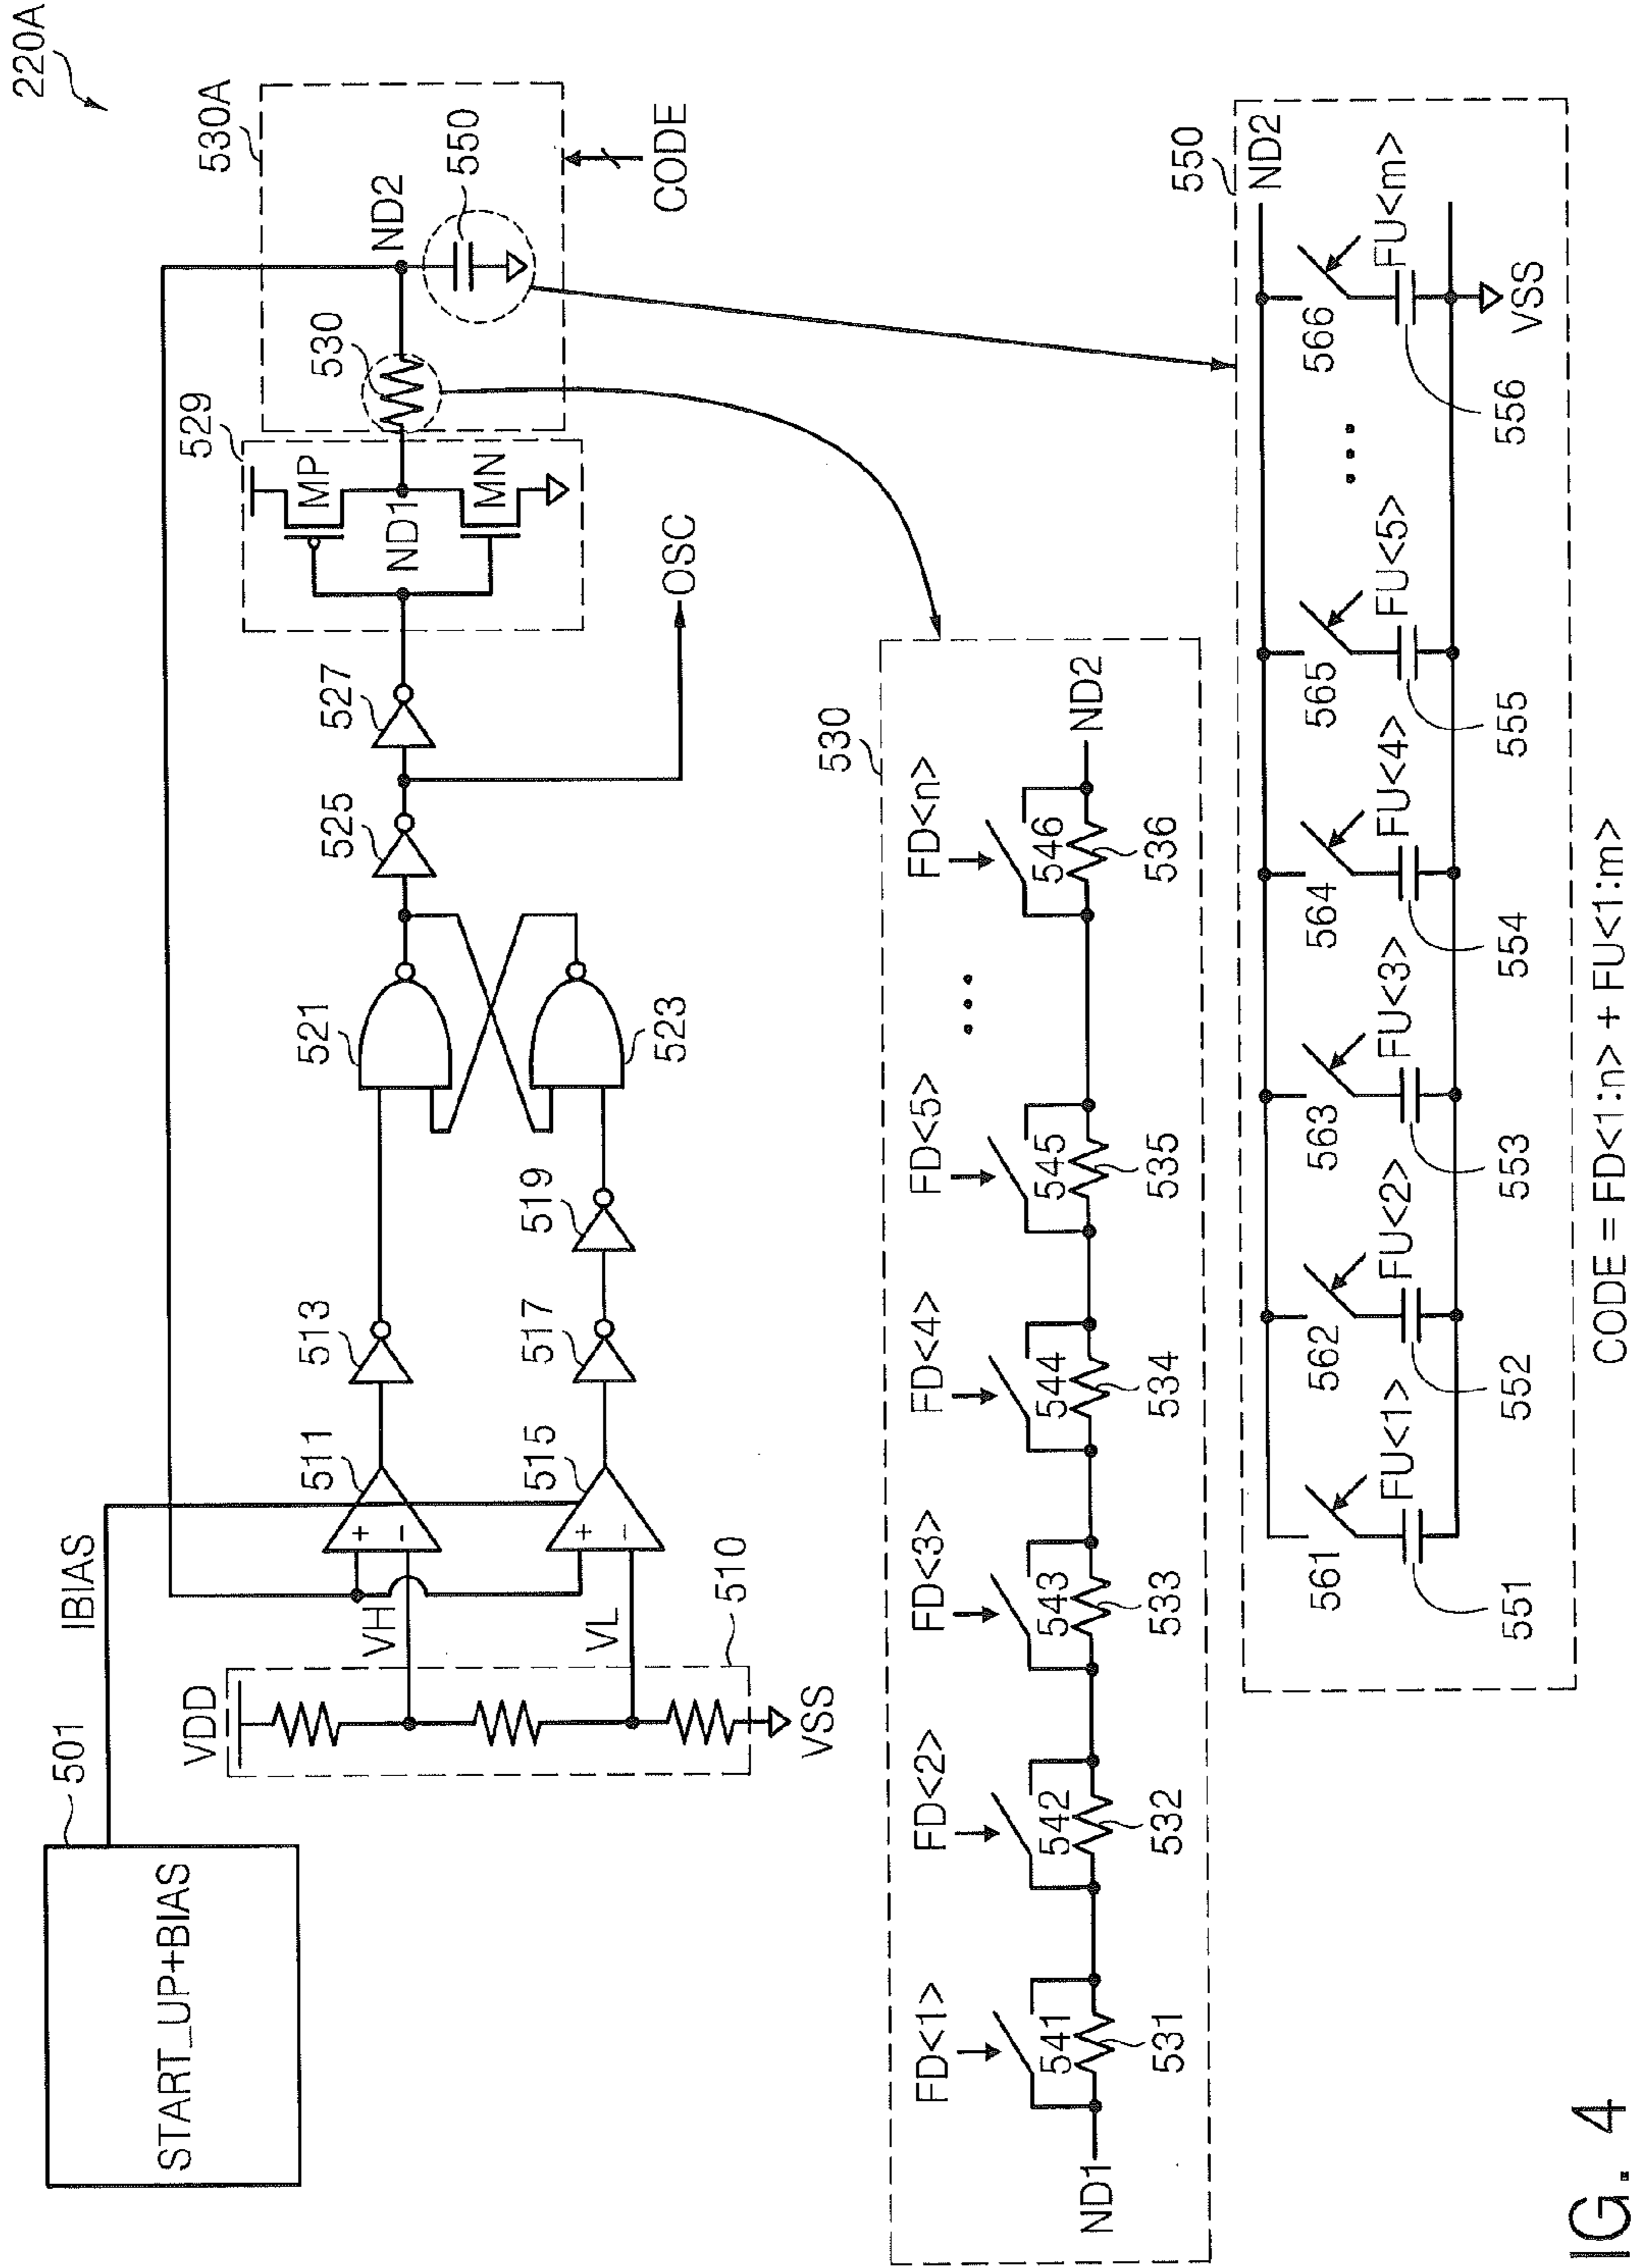 220A
501
START_UP+BIAS
IBIAS
VDD
VH
VL
VSS
510
511
+
−
515
+
−
513
517
519
521
523
525
527
OSC
529
MP
ND1
MN
530A
530
ND2
550
CODE
530
ND1
FD<1>
541
531
FD<2>
542
532
FD<3>
543
533
FD<4>
544
534
FD<5>
545
535
...
FD<n>
546
536
ND2
550
ND2
561
FU<1>
551
562
FU<2>
552
563
FU<3>
553
564
FU<4>
554
565
FU<5>
555
...
566
FU<m>
556
VSS
CODE = FD<1:n> + FU<1:m>
IG. 4